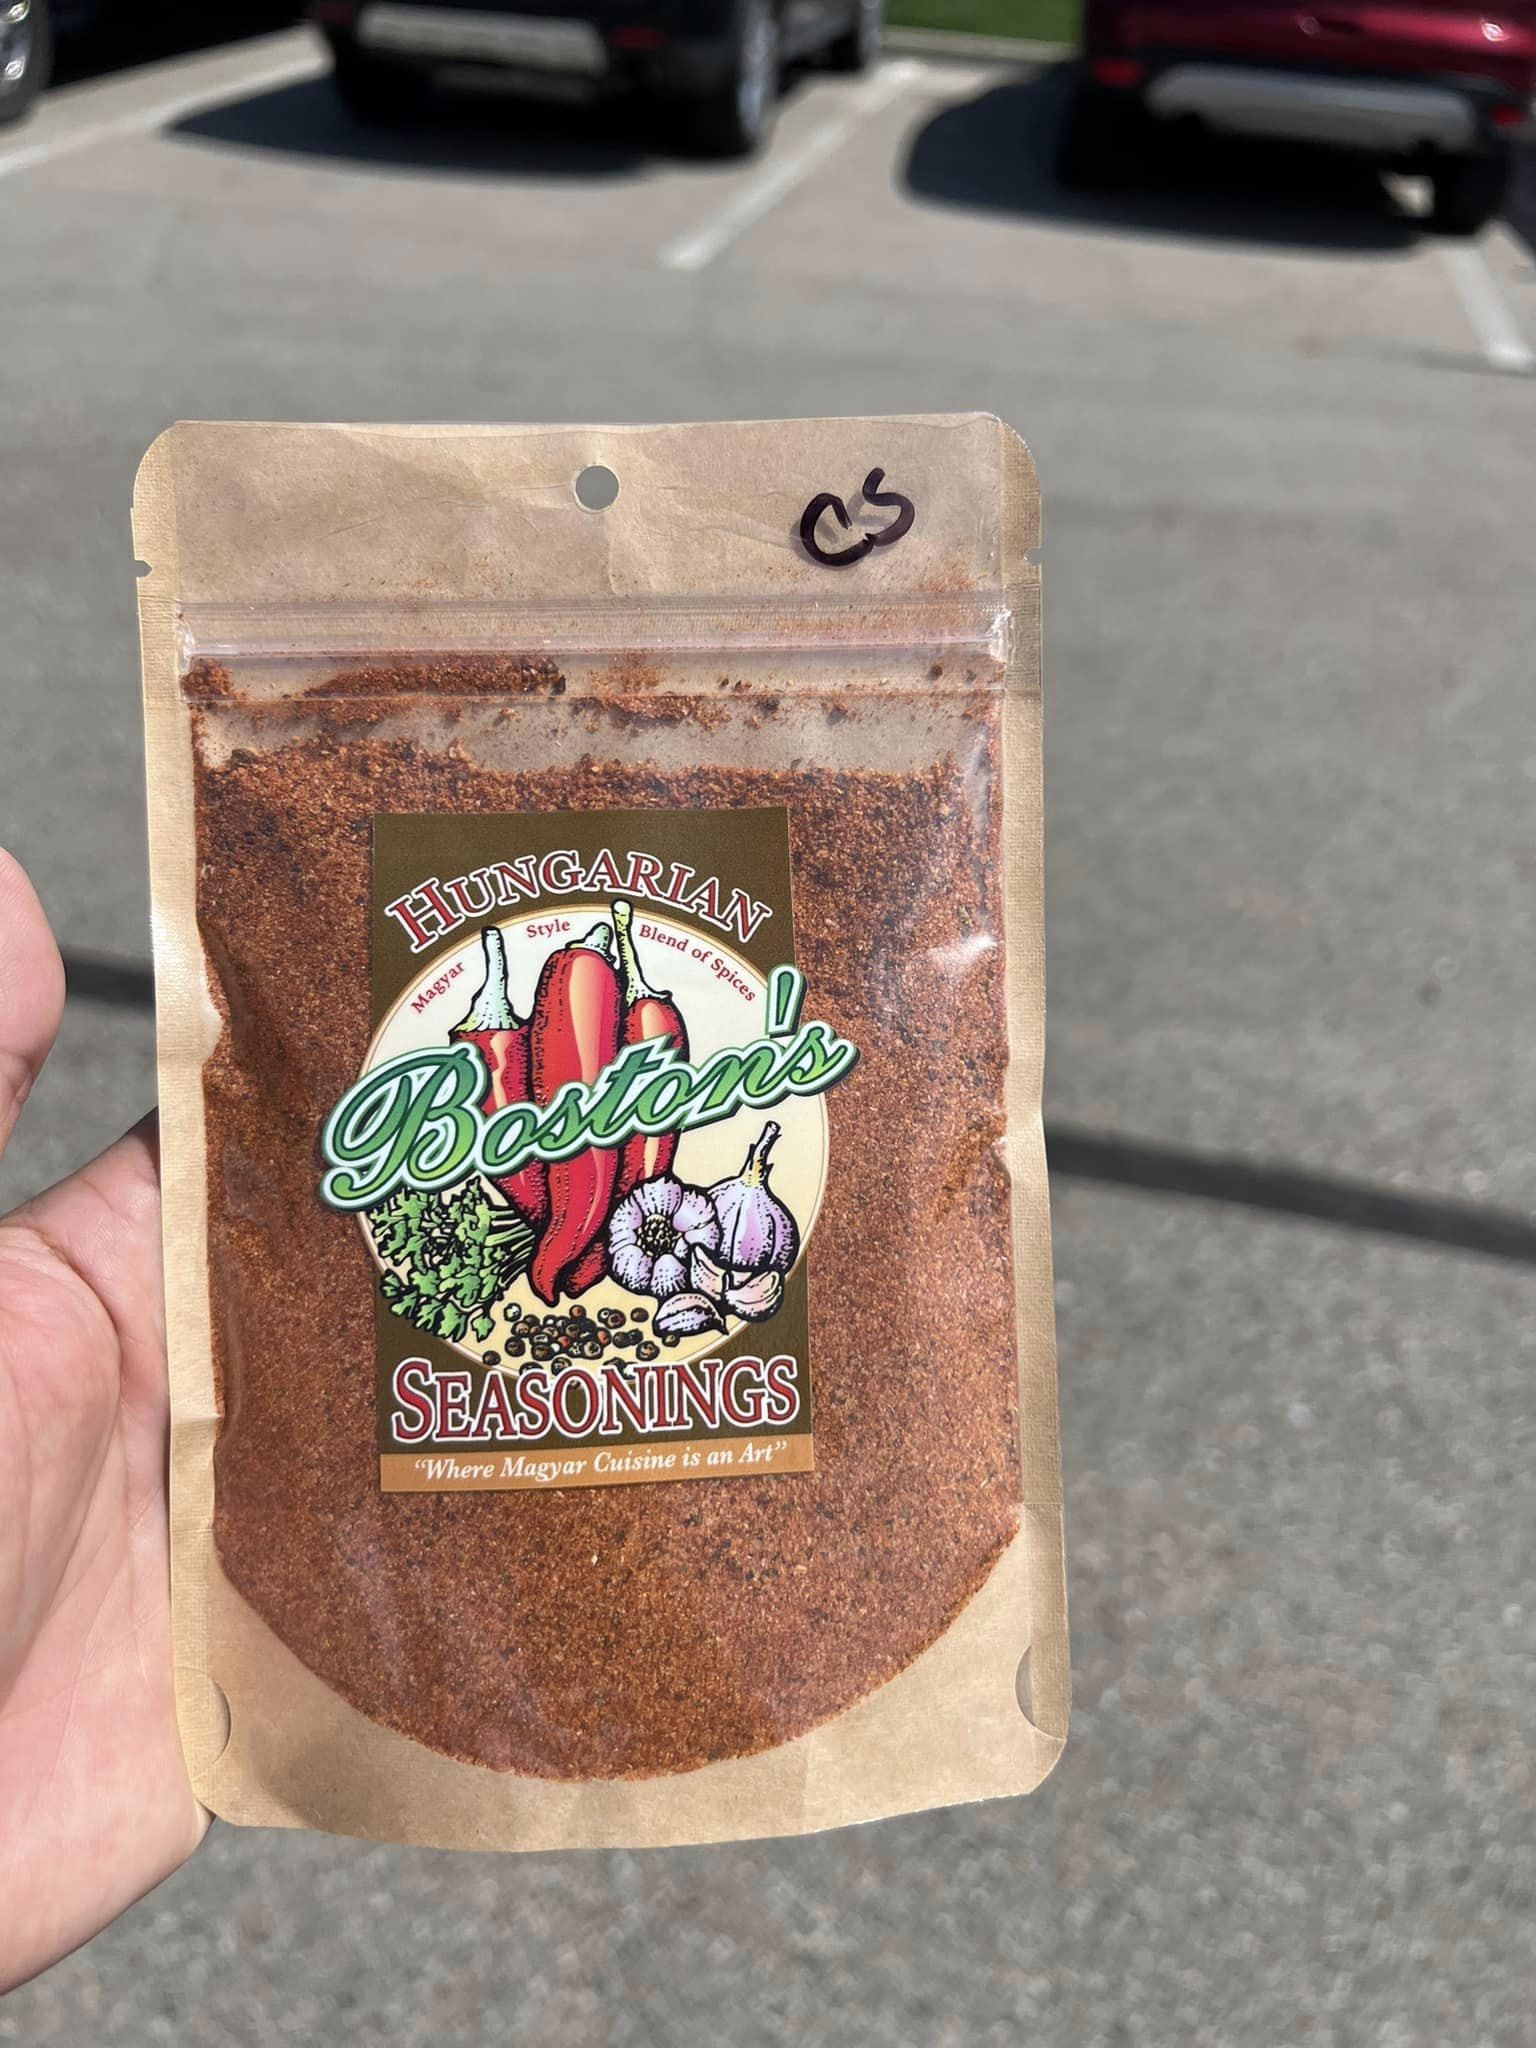 CS
HUNGARIAN
Magyar Style Blend of Spices
Boston's
SEASONINGS
"Where Magyar Cuisine is an Art"